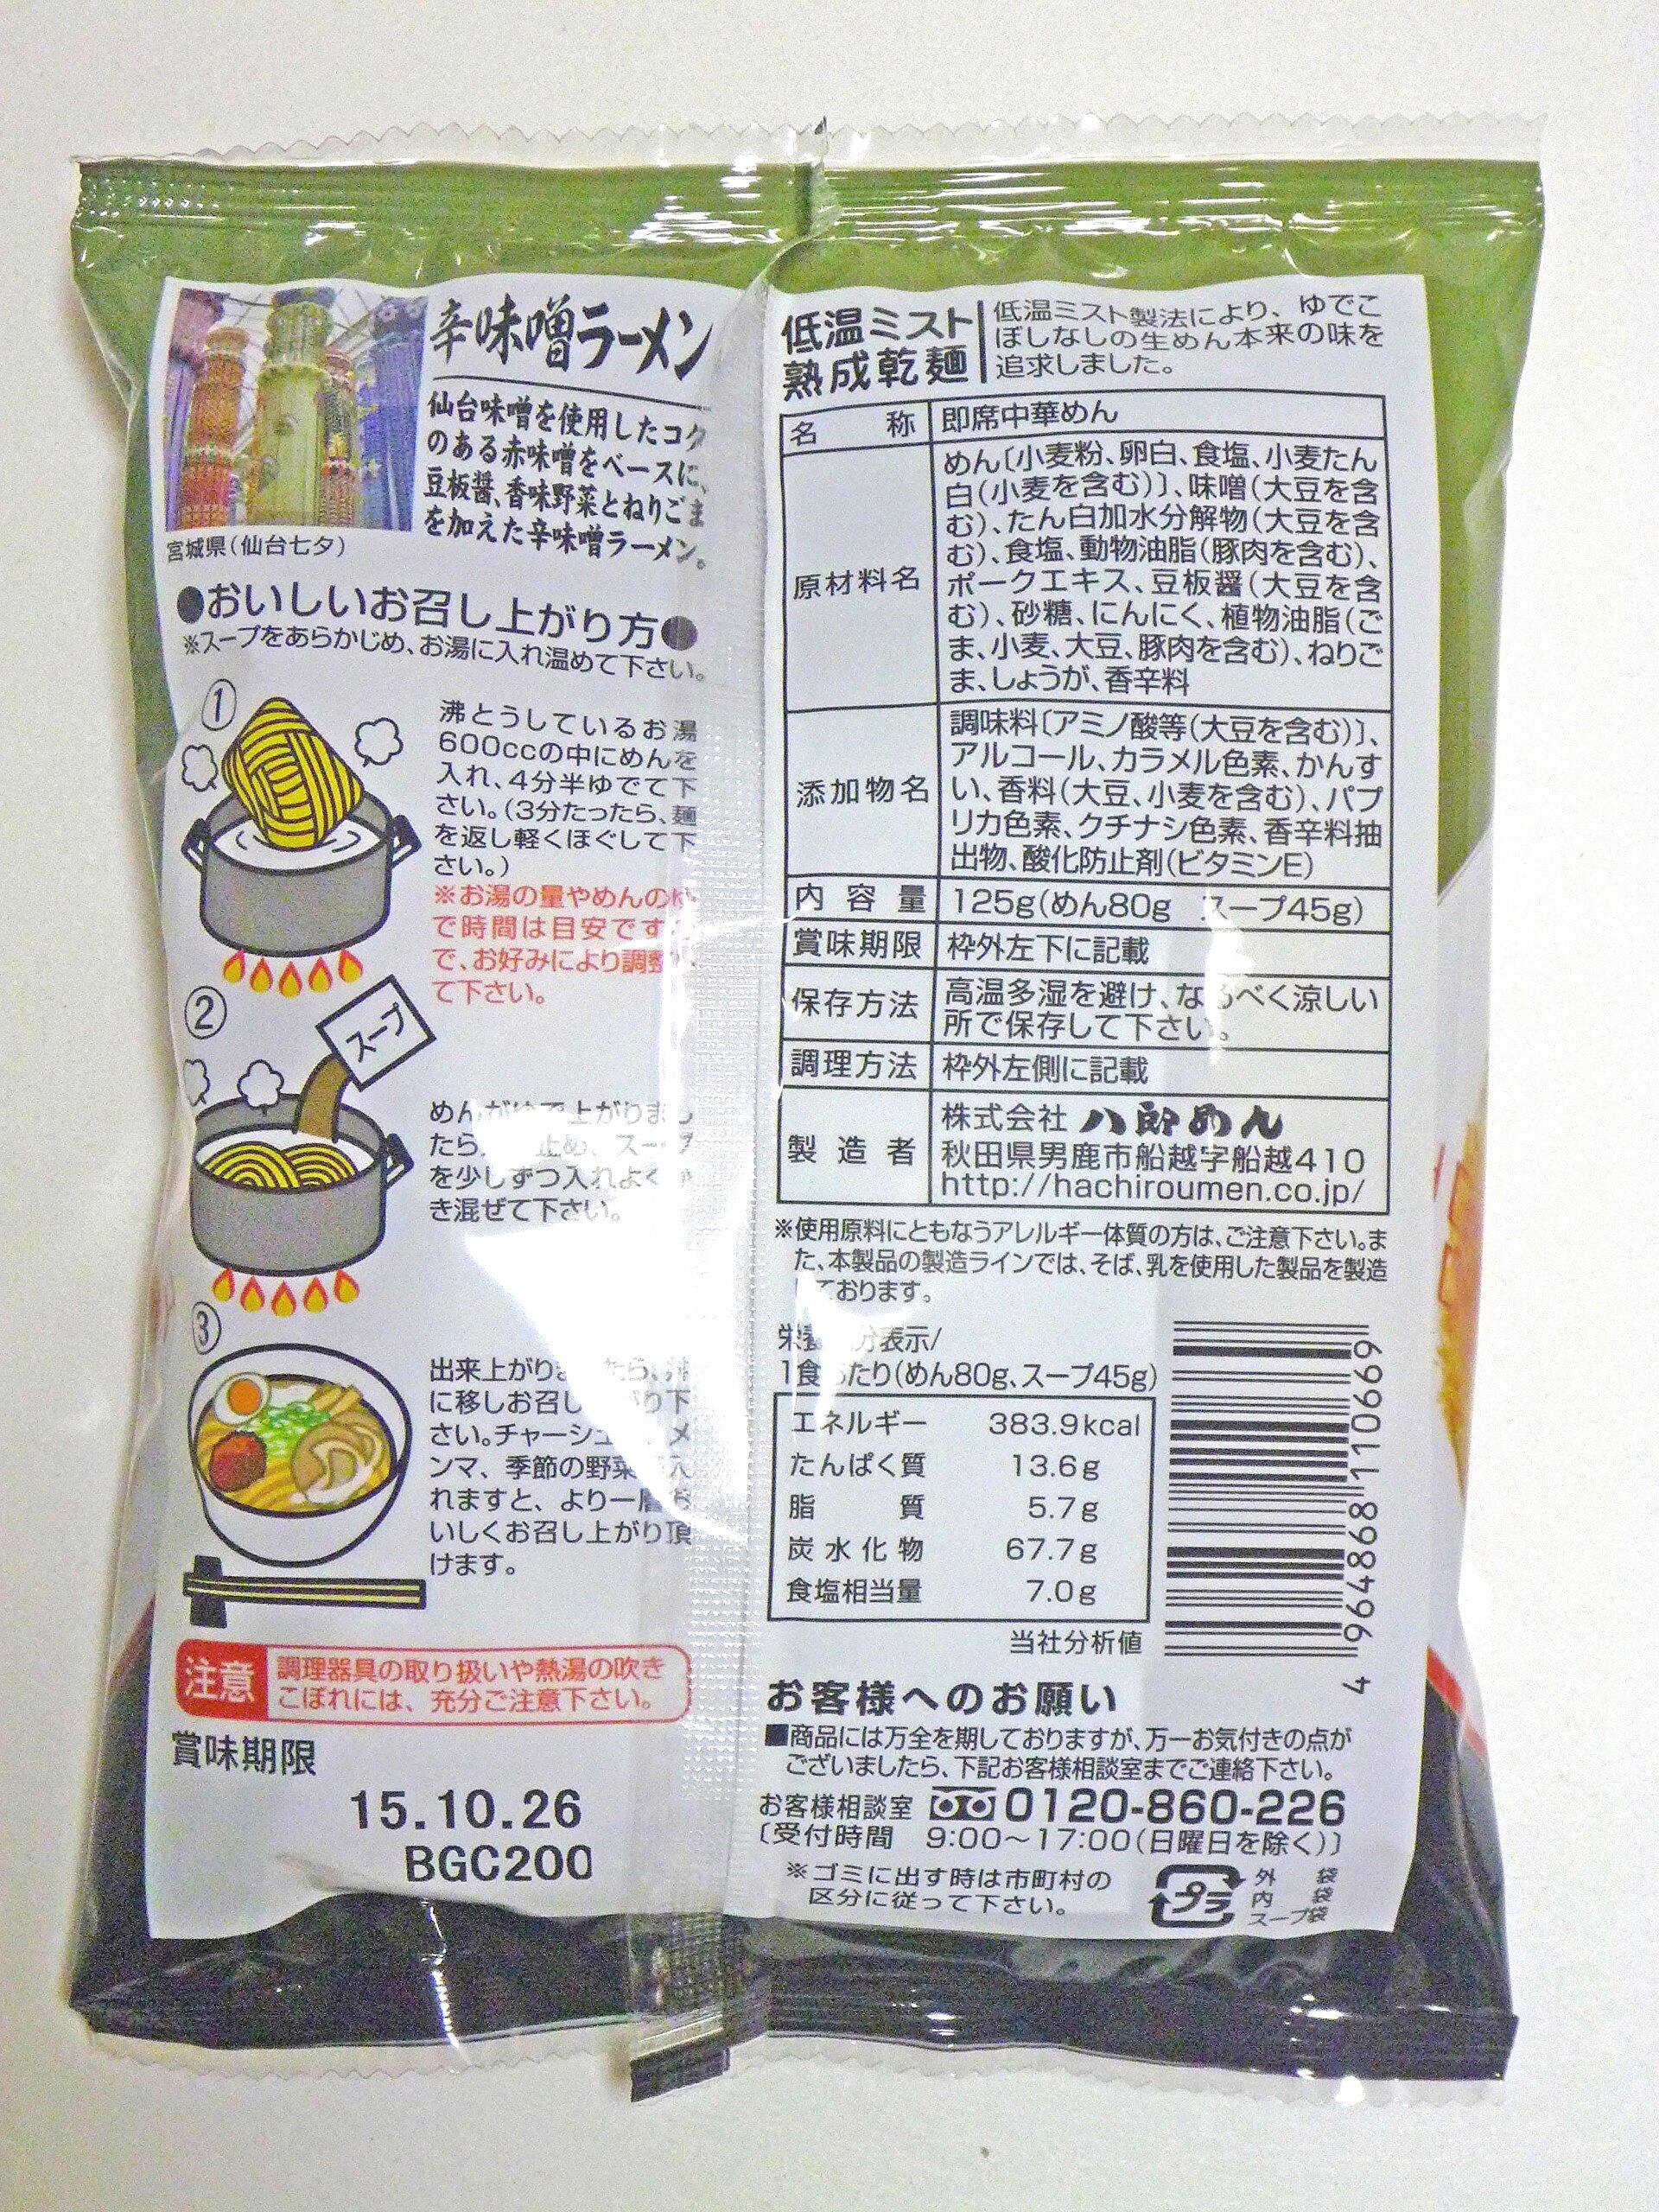 辛味噌ラーメン
仙台味噌を使用したコク
のある赤味噌をベースに、
豆板醤、香味野菜とねりごま
を加えた辛味噌ラーメン。
宮城県(仙台七夕)
●おいしいお召し上がり方●
※スープをあらかじめ、お湯に入れ温めて下さい。
①
沸とうしているお湯
600ccの中にめんを
入れ、4分半ゆでて下
さい。(3分たったら、麺
を返し軽くほぐして下
さい。)
※お湯の量やめんのゆ
で時間は目安です
で、お好みにより調整
て下さい。
②
スープ
めんがゆで上がりまし
たら、 止め、スープ
を少しずつ入れよく
き混ぜて下さい。
③
出来上がりま たら、丼
に移しお召し がり下
さい。チャーシュー メ
ンマ、季節の野菜 入
れますと、より一層お
いしくお召し上がり頂
けます。
注意
調理器具の取り扱いや熱湯の吹き
こぼれには、充分ご注意下さい。
賞味期限
15.10.26
BGC200
低温ミスト
熟成乾麺
低温ミスト製法により、ゆでこ
ぼしなしの生めん本来の味を
追求しました。
名称 即席中華めん
原材料名
めん〔小麦粉、卵白、食塩、小麦たん
白(小麦を含む)〕、味噌(大豆を含
む)、たん白加水分解物(大豆を含
む)、食塩、動物油脂(豚肉を含む)、
ポークエキス、豆板醤(大豆を含
む)、砂糖、にんにく、植物油脂(ご
ま、小麦、大豆、豚肉を含む)、ねりご
ま、しょうが、香辛料
添加物名
調味料〔アミノ酸等(大豆を含む)〕、
アルコール、カラメル色素、かんす
い、香料(大豆、小麦を含む)、パプ
リカ色素、クチナシ色素、香辛料抽
出物、酸化防止剤(ビタミンE)
内容量 125g(めん80g スープ45g)
賞味期限 枠外左下に記載
保存方法
高温多湿を避け、なるべく涼しい
所で保存して下さい。
調理方法 枠外左側に記載
製造者
株式会社 八郎めん
秋田県男鹿市船越字船越410
http://hachiroumen.co.jp/
※使用原料にともなうアレルギー体質の方は、ご注意下さい。ま
た、本製品の製造ラインでは、そば、乳を使用した製品を製造
しております。
栄養 分表示/
1食 たり(めん80g、スープ45g)
エネルギー 383.9kcal
たんぱく質 13.6g
脂質 5.7g
炭水化物 67.7g
食塩相当量 7.0g
当社分析値
4 964868 110669
お客様へのお願い
■商品には万全を期しておりますが、万一お気付きの点が
ございましたら、下記お客様相談室までご連絡下さい。
お客様相談室 0120-860-226
〔受付時間 9:00〜17:00(日曜日を除く)〕
※ゴミに出す時は市町村の
区分に従って下さい。
プラ
外袋
内袋
スープ袋